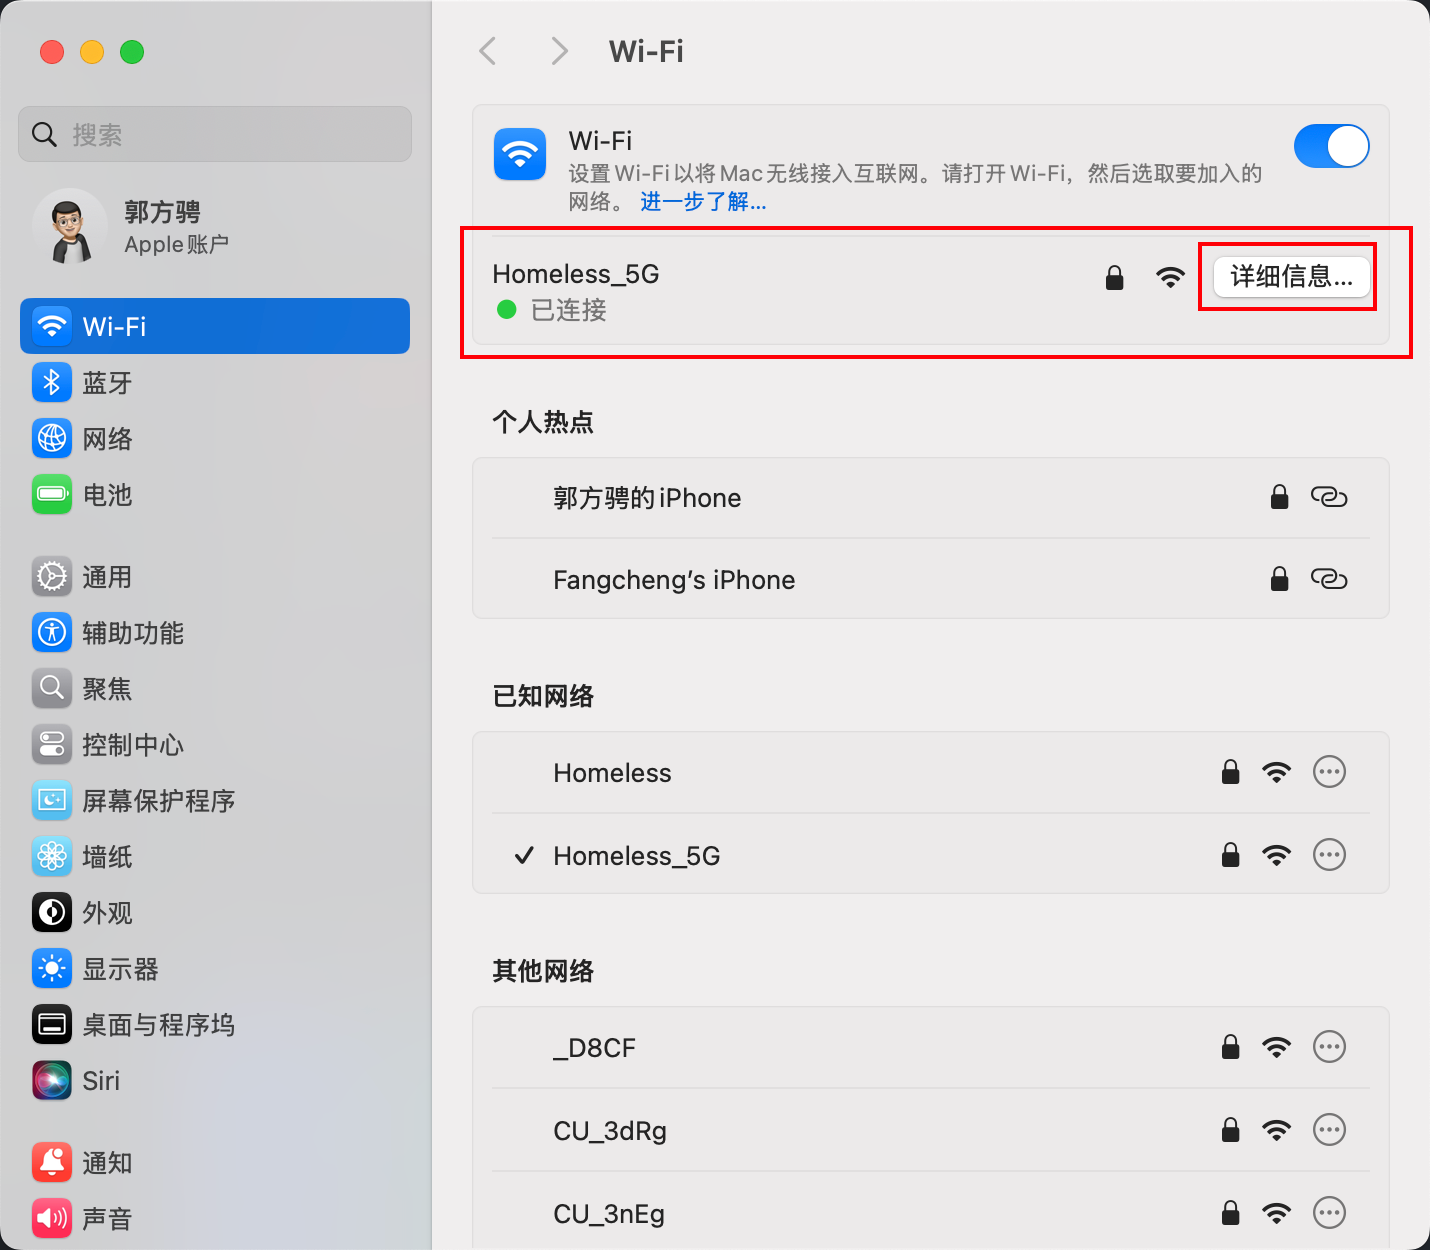 搜索
郭方骋
Apple账户
Wi-Fi
蓝牙
网络
电池
通用
辅助功能
聚焦
控制中心
屏幕保护程序
墙纸
外观
显示器
桌面与程序坞
Siri
通知
声音
Wi-Fi
Wi-Fi
设置 Wi-Fi 以将 Mac 无线接入互联网。请打开 Wi-Fi，然后选取要加入的
网络。 进一步了解...
Homeless_5G
已连接
详细信息...
个人热点
郭方骋的 iPhone
Fangcheng’s iPhone
已知网络
Homeless
Homeless_5G
其他网络
_D8CF
CU_3dRg
CU_3nEg